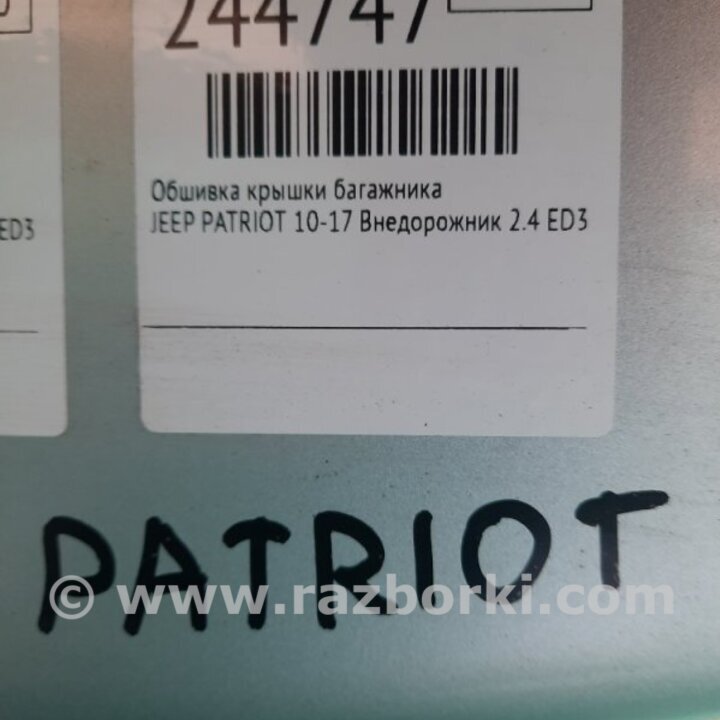 244747
Обшивка крышки багажника
JEEP PATRIOT 10-17 Внедорожник 2.4 ED3
ED3
PATRIOT
© www.razborki.com